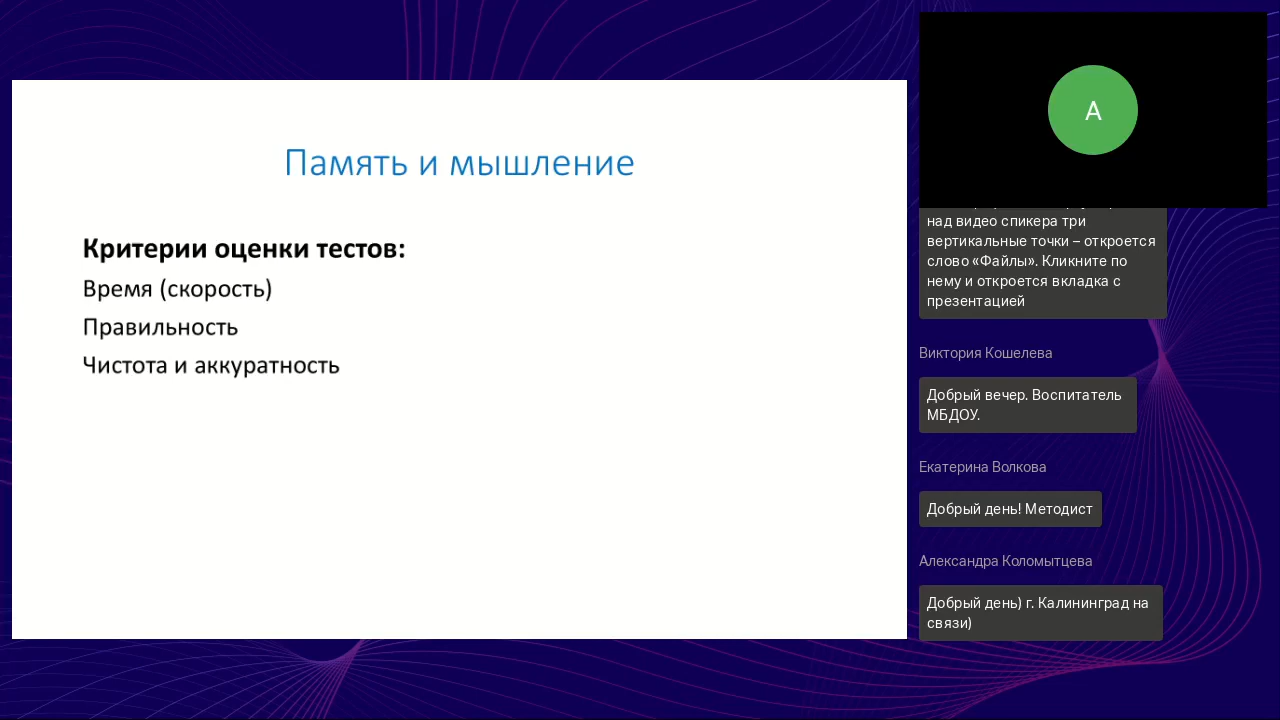 Память и мышление
Критерии оценки тестов:
Время (скорость)
Правильность
Чистота и аккуратность
А
над видео спикера три
вертикальные точки – откроется
слово «Файлы». Кликните по
нему и откроется вкладка с
презентацией
Виктория Кошелева
Добрый вечер. Воспитатель
МБДОУ.
Екатерина Волкова
Добрый день! Методист
Александра Коломытцева
Добрый день) г. Калининград на
связи)